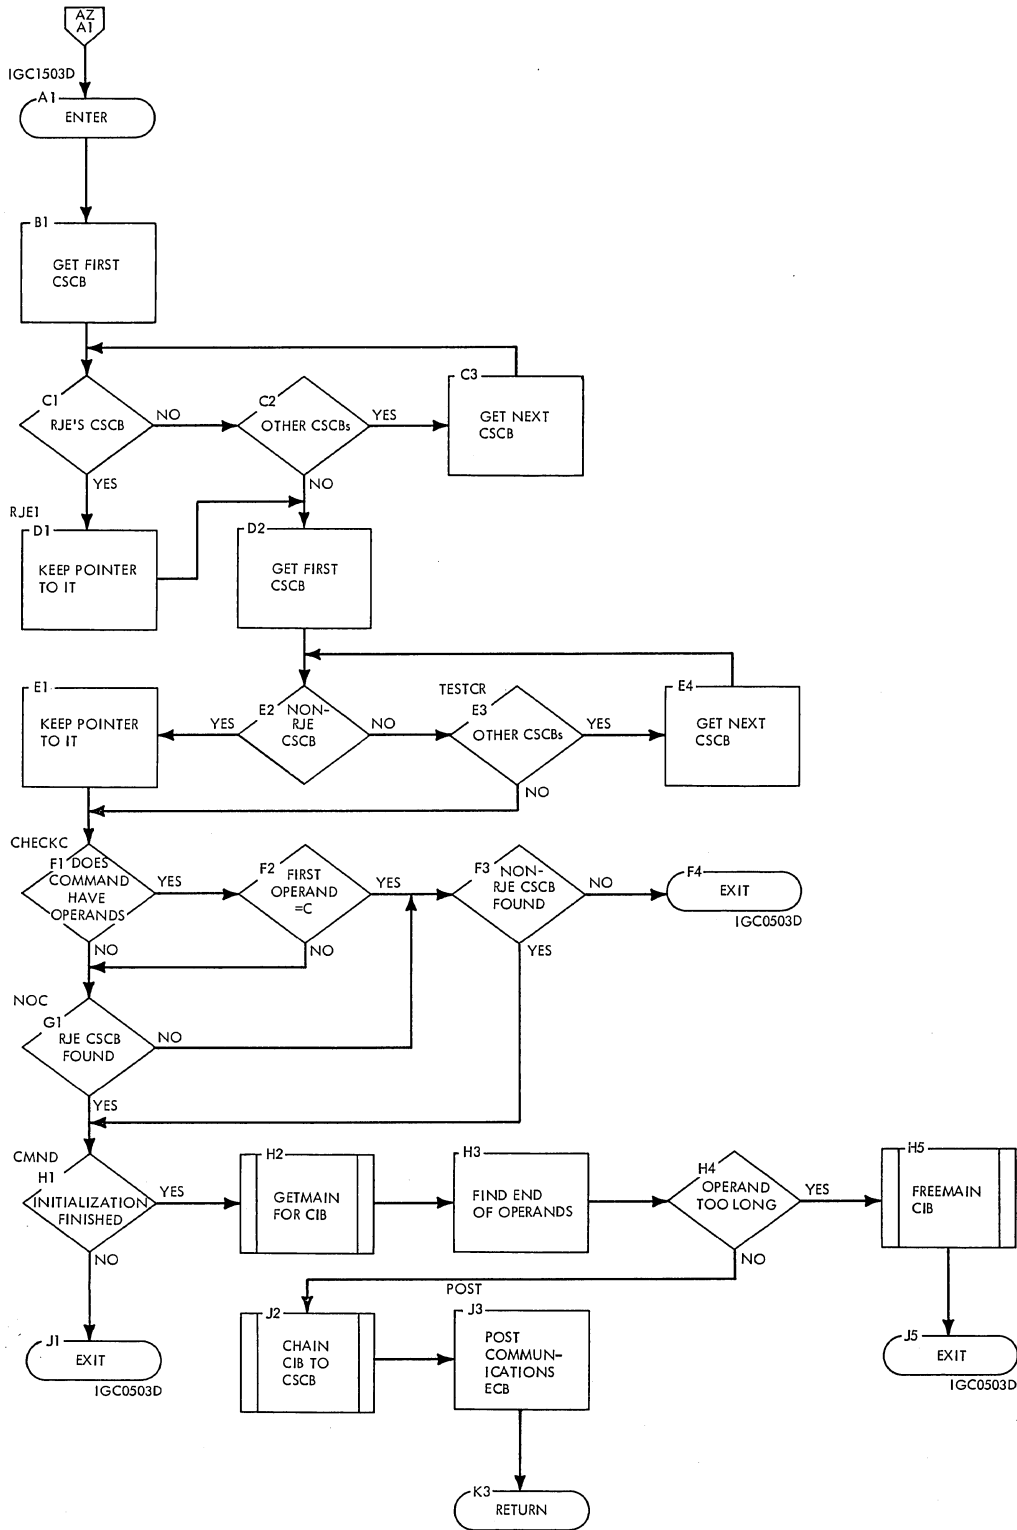 AZ
A1
IGC1503D
A1
ENTER
B1
GET FIRST
CSCB
C1
RJE'S CSCB
NO
C2
OTHER CSCBs
YES
C3
GET NEXT
CSCB
YES
NO
RJE1
D1
KEEP POINTER
TO IT
D2
GET FIRST
CSCB
E1
KEEP POINTER
TO IT
YES
E2
NON-
RJE
CSCB
NO
TESTCR
E3
OTHER CSCBs
YES
E4
GET NEXT
CSCB
NO
CHECKC
F1 DOES
COMMAND
HAVE
OPERANDS
YES
F2
FIRST
OPERAND
=C
YES
F3
NON-
RJE CSCB
FOUND
NO
F4
EXIT
IGC0503D
NO
NO
YES
NOC
G1
RJE CSCB
FOUND
NO
YES
CMND
H1
INITIALIZATION
FINISHED
YES
H2
GETMAIN
FOR CIB
H3
FIND END
OF OPERANDS
H4
OPERAND
TOO LONG
YES
H5
FREEMAIN
CIB
NO
NO
POST
J1
EXIT
IGC0503D
J2
CHAIN
CIB TO
CSCB
J3
POST
COMMUN-
ICATIONS
ECB
J5
EXIT
IGC0503D
K3
RETURN